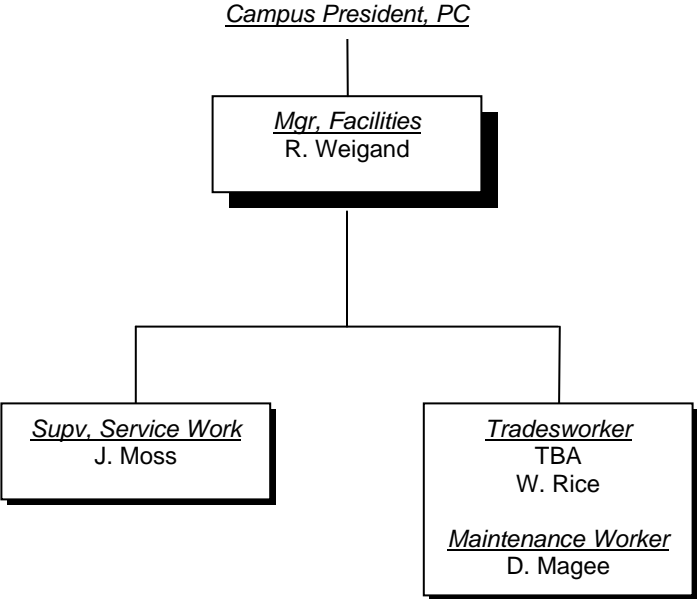 Campus President, PC
Mgr, Facilities
R. Weigand
Supv, Service Work
J. Moss
Tradesworker
TBA
W. Rice
Maintenance Worker
D. Magee